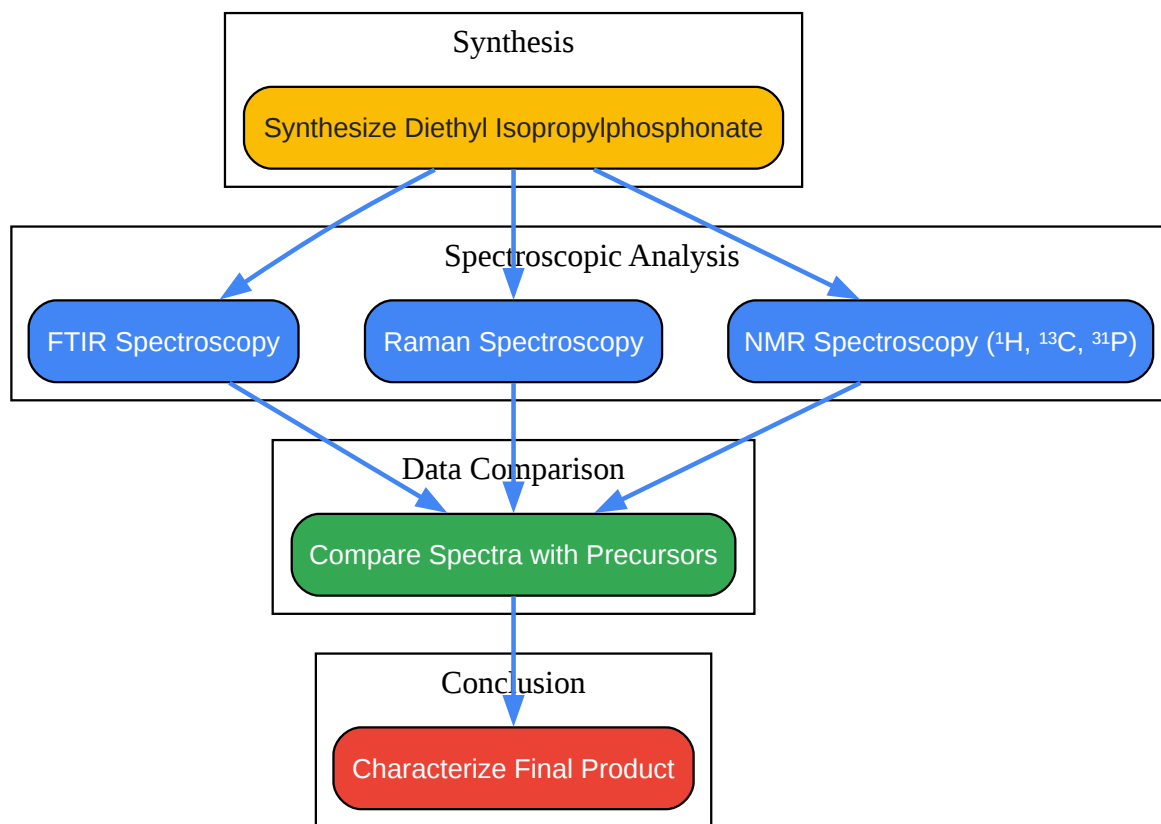 Synthesis
Synthesize Diethyl Isopropylphosphonate
Spectroscopic Analysis
FTIR Spectroscopy
Raman Spectroscopy
NMR Spectroscopy (¹H, ¹³C, ³¹P)
Data Comparison
Compare Spectra with Precursors
Conclusion
Characterize Final Product